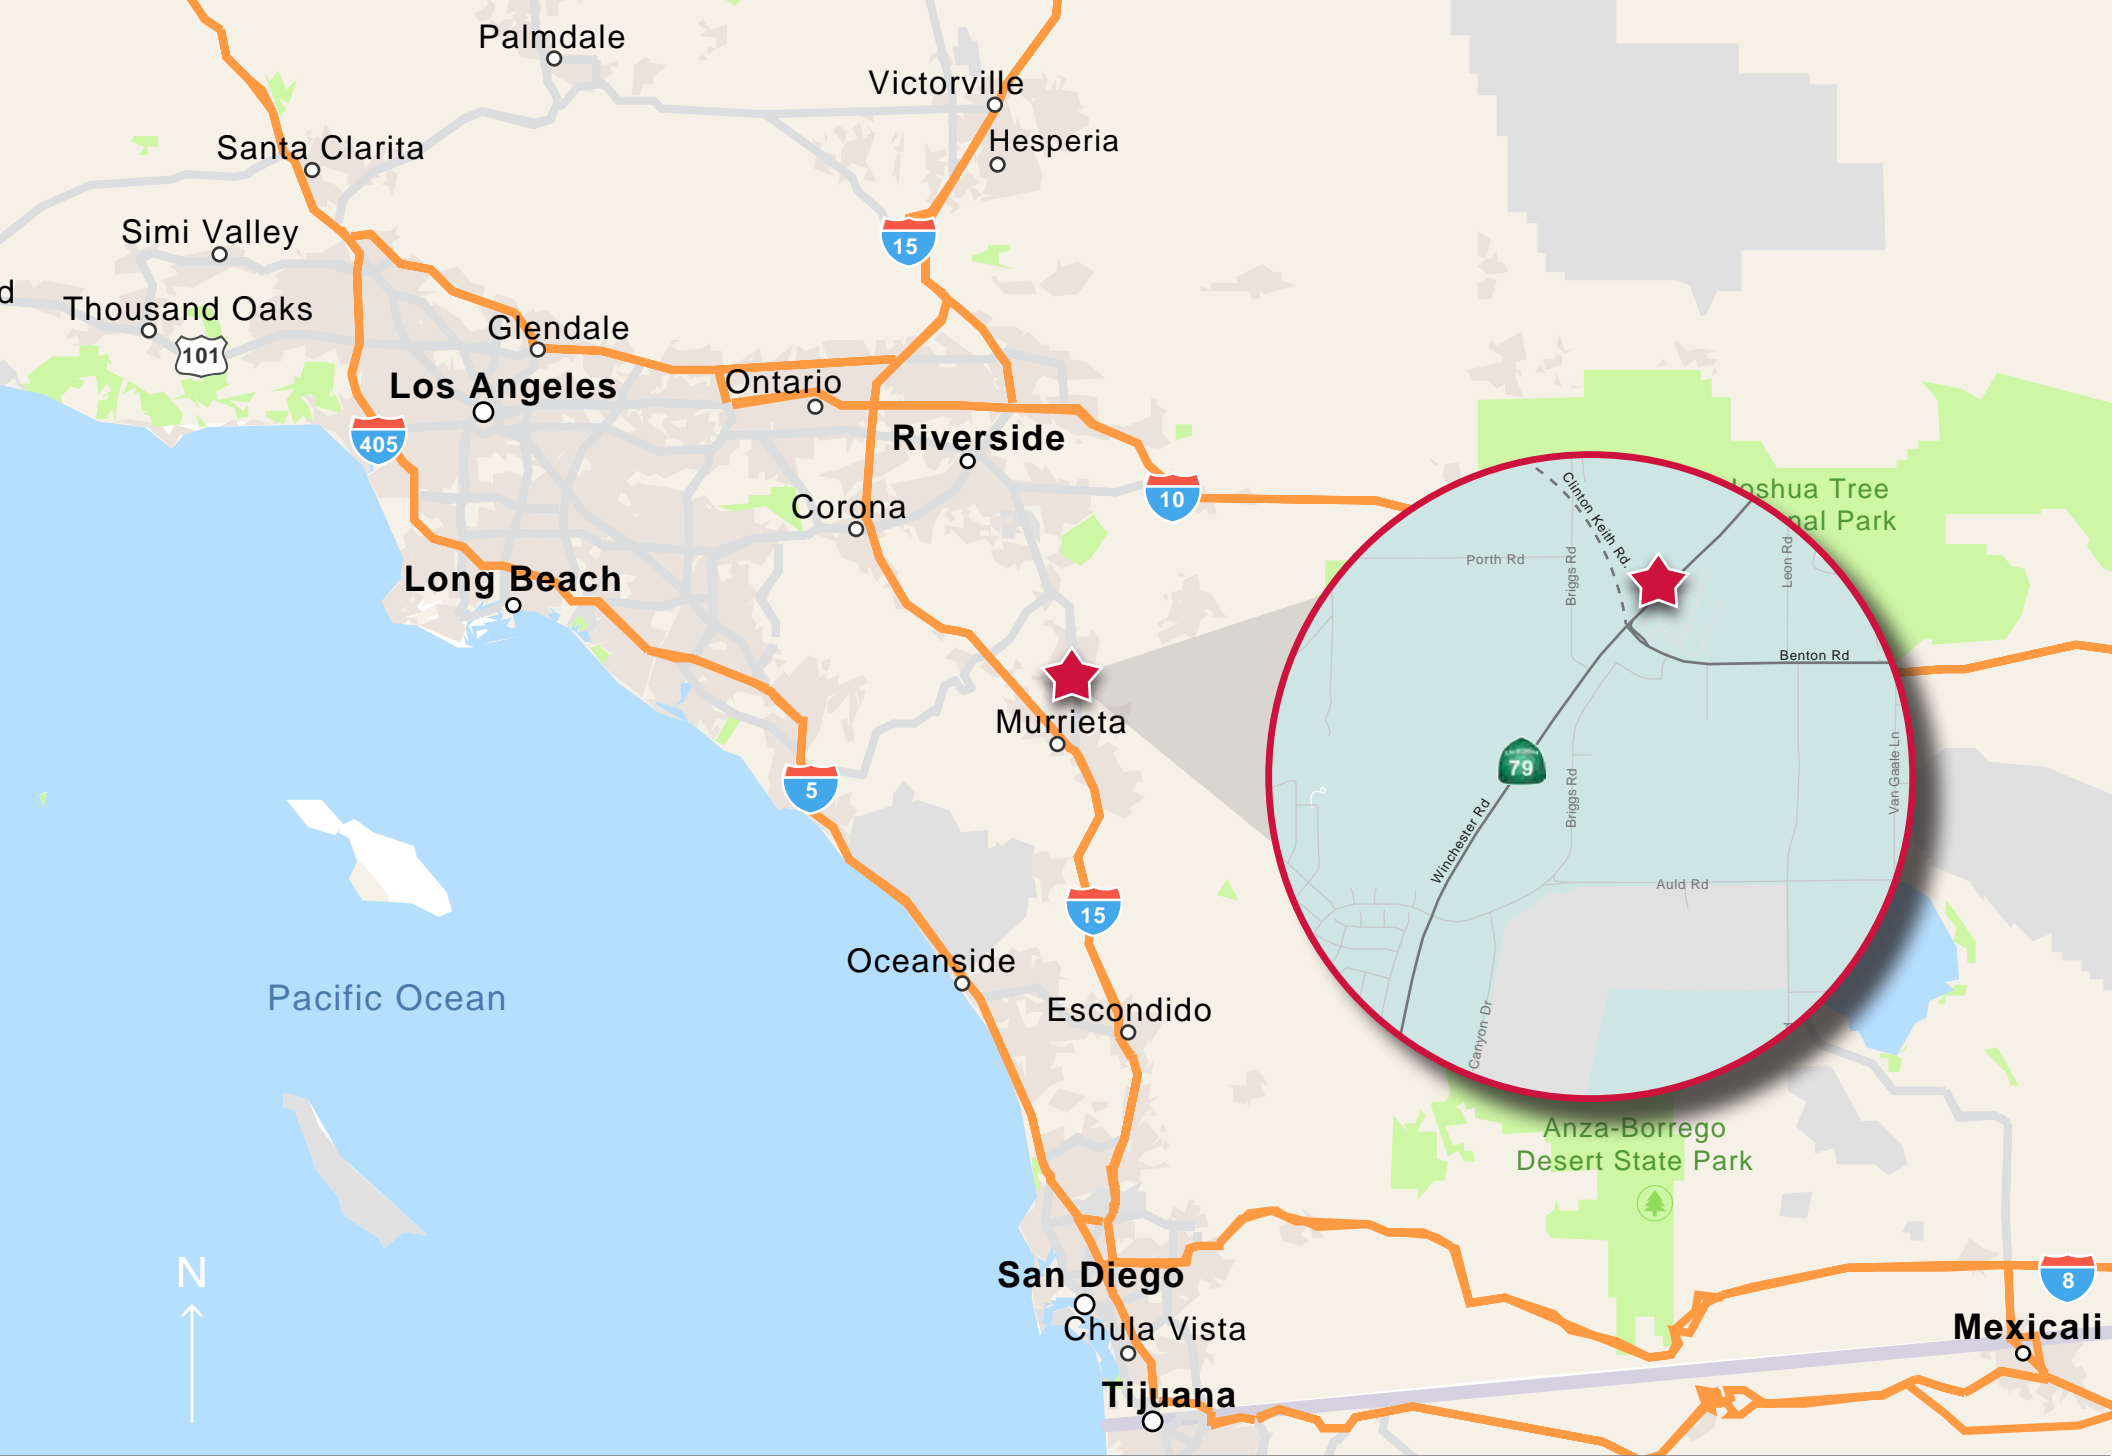 Palmdale
Victorville
Hesperia
Santa Clarita
Simi Valley
15
d
Thousand Oaks
101
Glendale
Los Angeles
Ontario
405
Riverside
10
Corona
Long Beach
Joshua Tree
nal Park
Clinton Keith Rd.
Porth Rd
Briggs Rd
Leon Rd
Benton Rd
Murrieta
79
5
Briggs Rd
Van Gaale Ln
Winchester Rd
Auld Rd
15
Oceanside
Pacific Ocean
Escondido
Canyon Dr
Anza-Borrego
Desert State Park
N
San Diego
8
Chula Vista
Mexicali
Tijuana